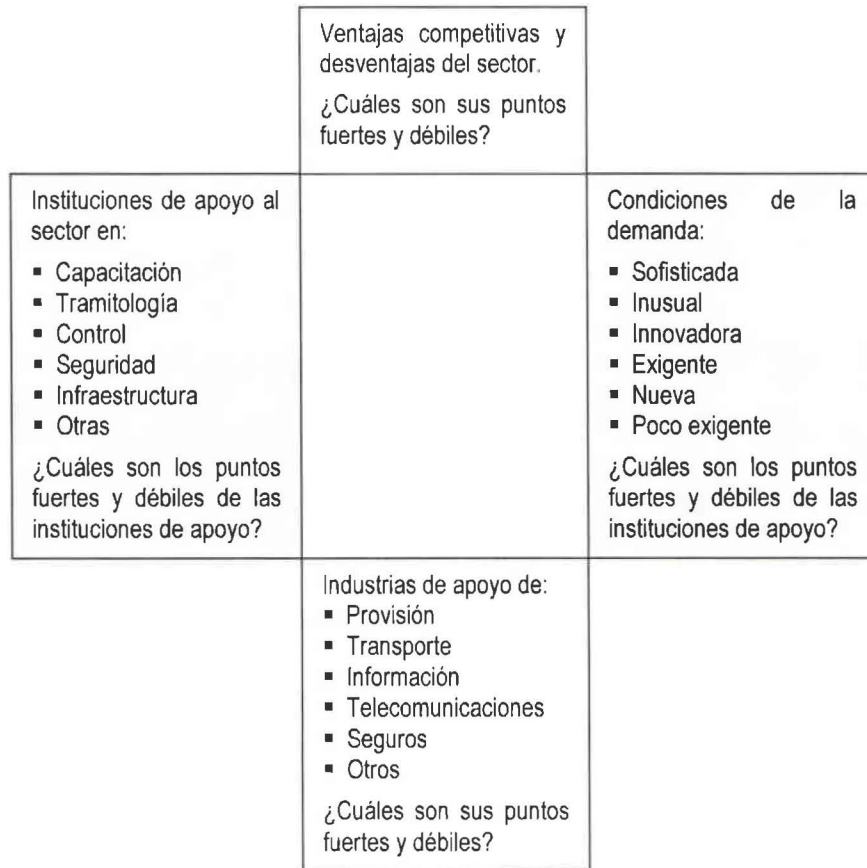 Ventajas competitivas y
desventajas del sector.
¿Cuáles son sus puntos
fuertes y débiles?
Instituciones de apoyo al
sector en:
▪ Capacitación
▪ Tramitología
▪ Control
▪ Seguridad
▪ Infraestructura
▪ Otras
¿Cuáles son los puntos
fuertes y débiles de las
instituciones de apoyo?
Condiciones de la
demanda:
▪ Sofisticada
▪ Inusual
▪ Innovadora
▪ Exigente
▪ Nueva
▪ Poco exigente
¿Cuáles son los puntos
fuertes y débiles de las
instituciones de apoyo?
Industrias de apoyo de:
▪ Provisión
▪ Transporte
▪ Información
▪ Telecomunicaciones
▪ Seguros
▪ Otros
¿Cuáles son sus puntos
fuertes y débiles?